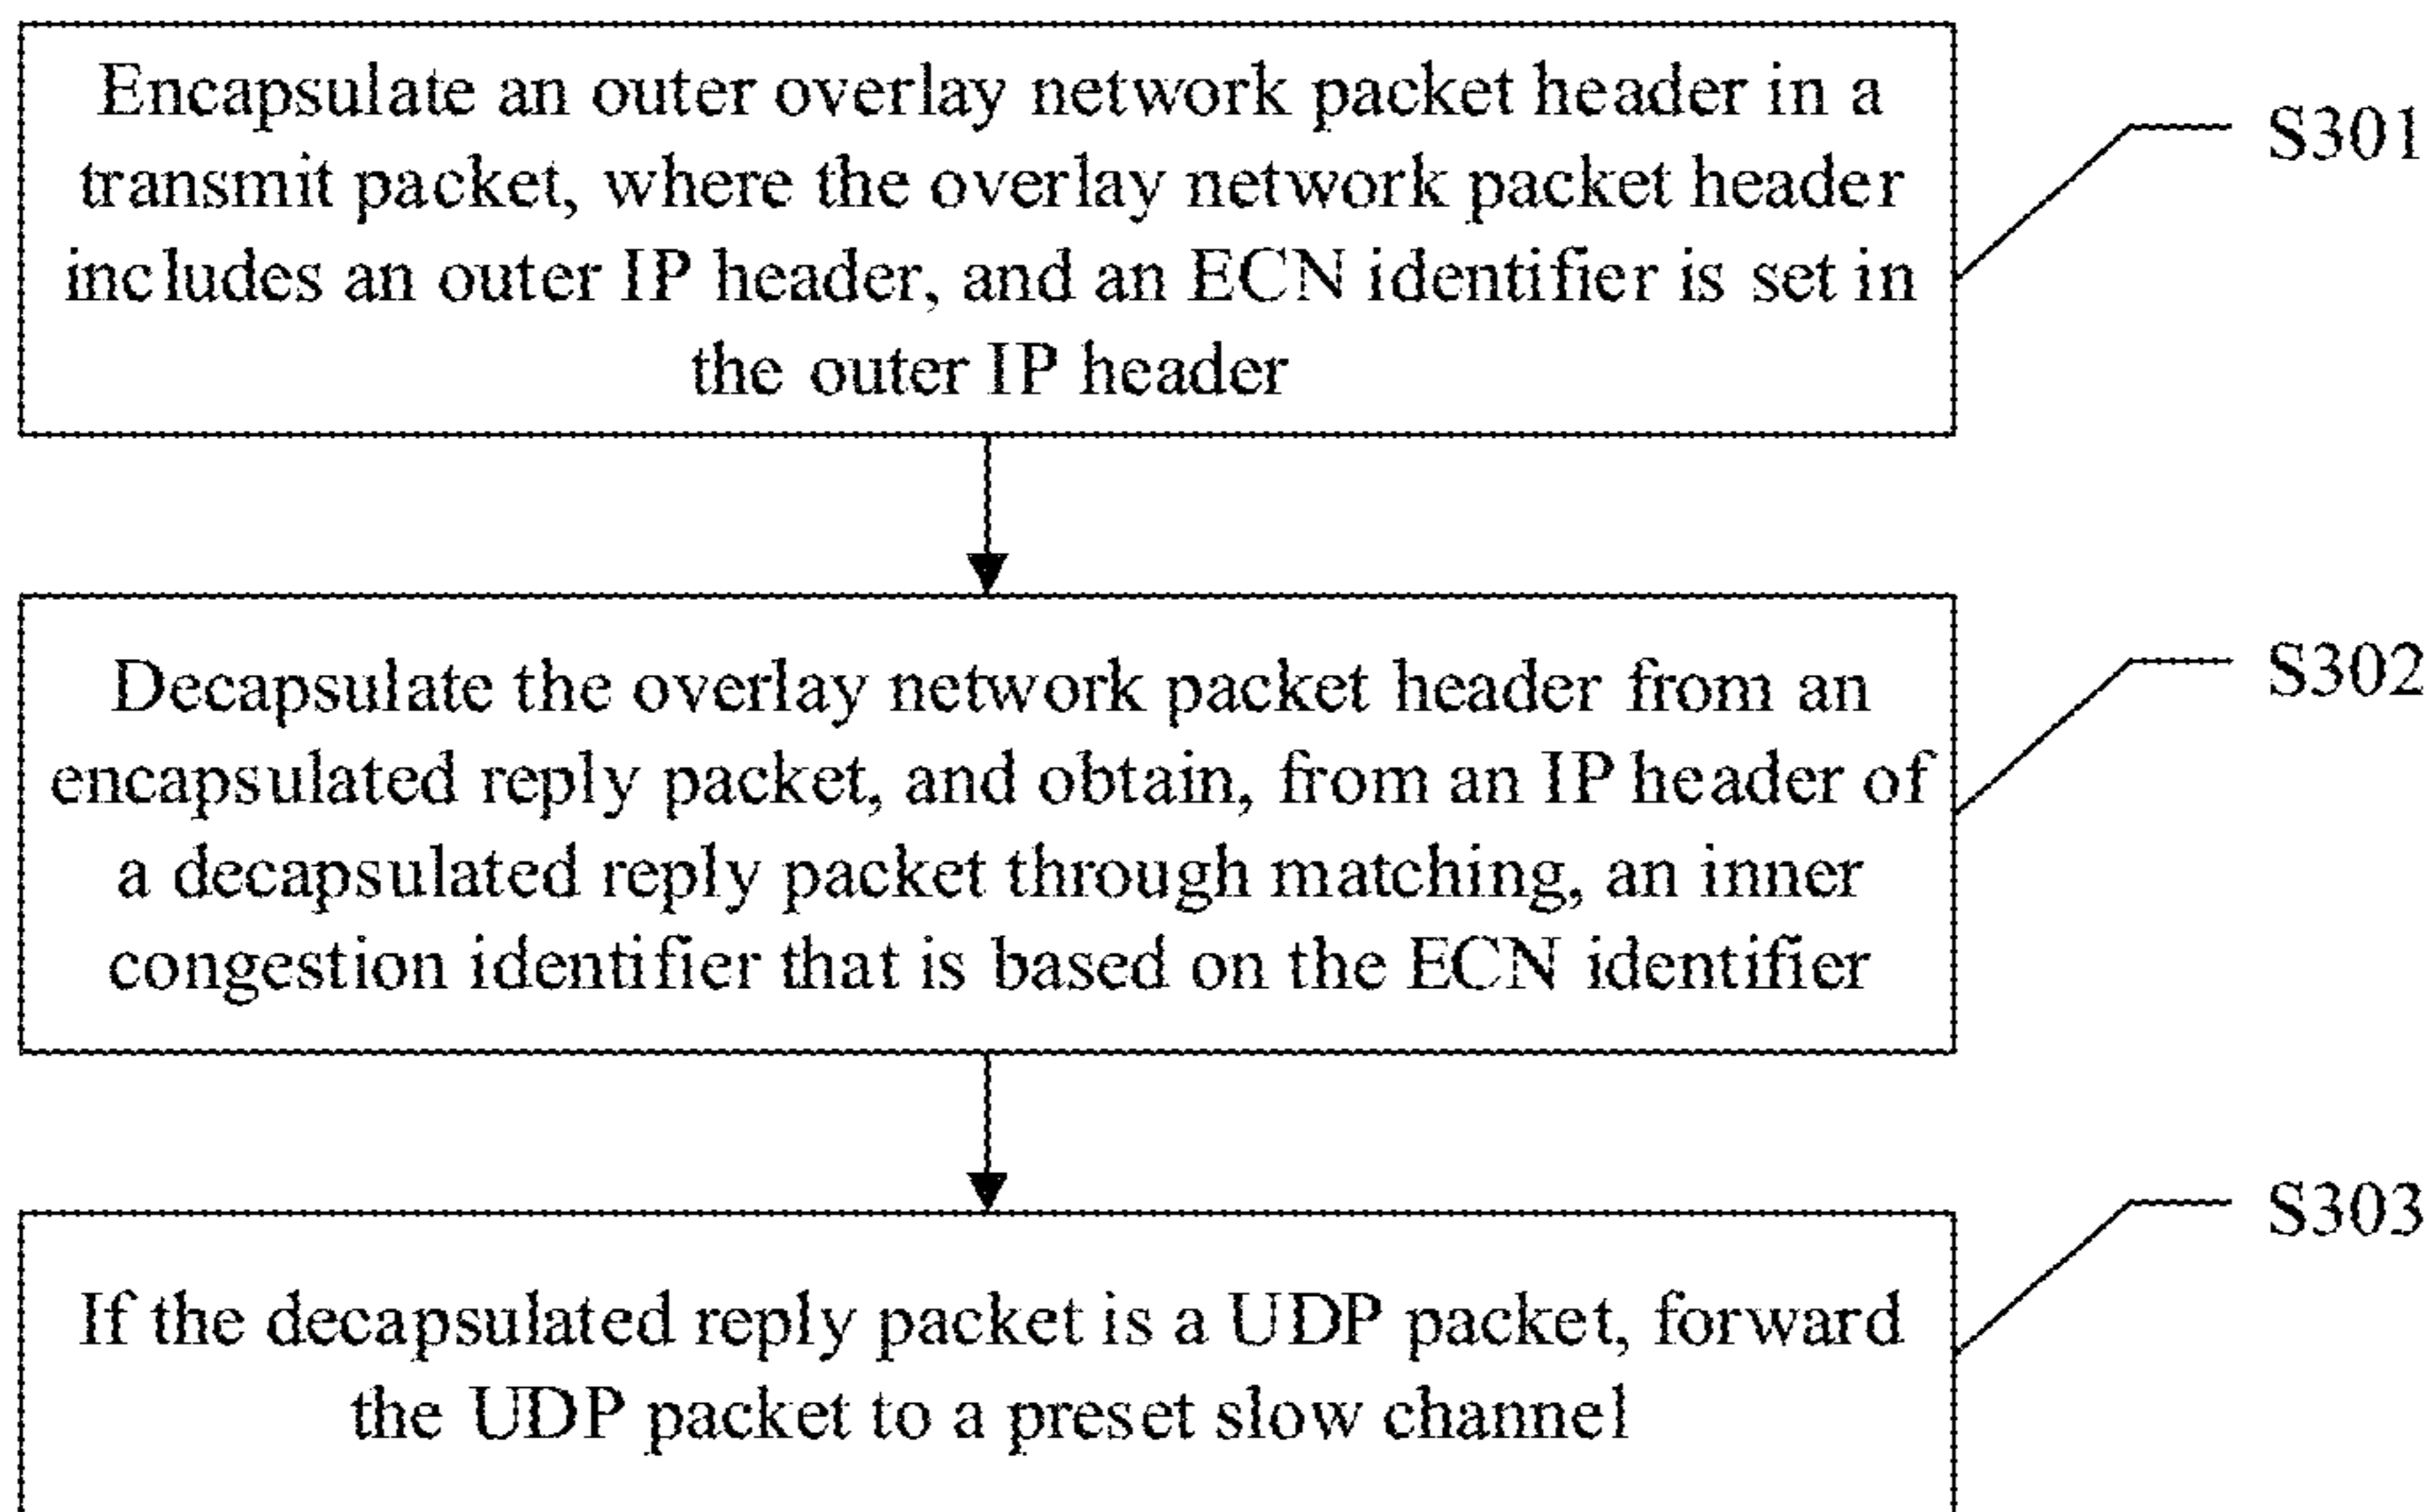 Encapsulate an outer overlay network packet header in a
transmit packet, where the overlay network packet header
includes an outer IP header, and an ECN identifier is set in
the outer IP header
S301
Decapsulate the overlay network packet header from an
encapsulated reply packet, and obtain, from an IP header of
a decapsulated reply packet through matching, an inner
congestion identifier that is based on the ECN identifier
S302
If the decapsulated reply packet is a UDP packet, forward
the UDP packet to a preset slow channel
S303